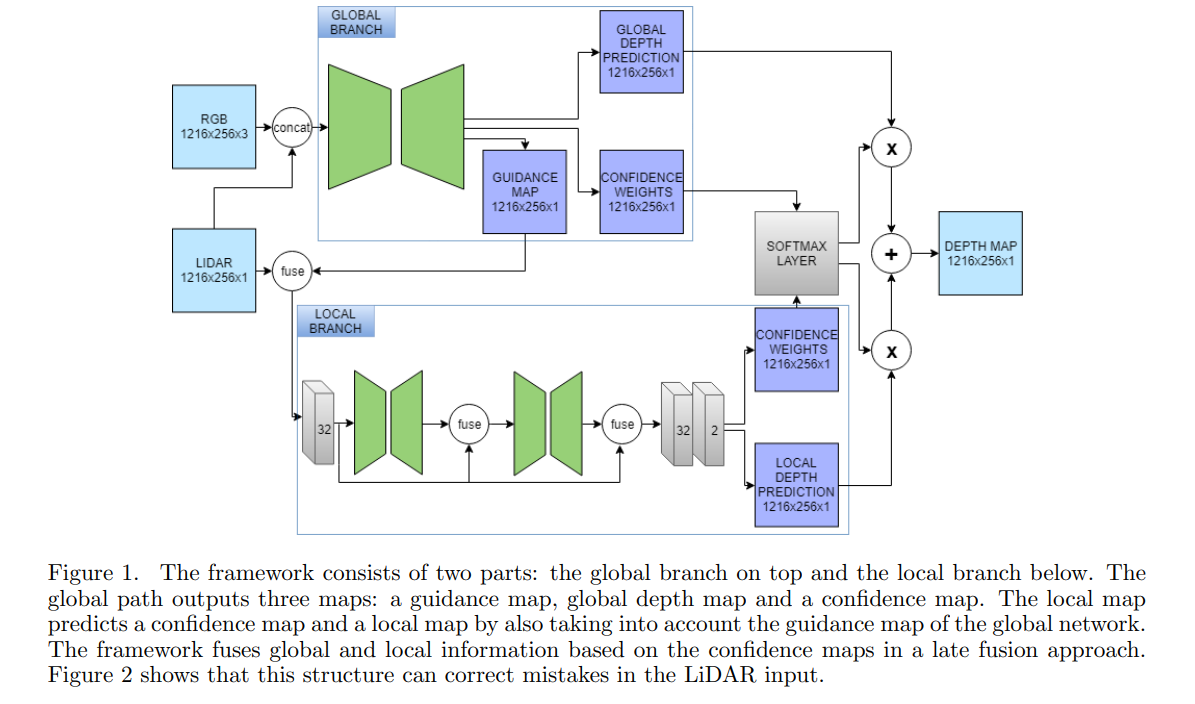 GLOBAL
BRANCH
GLOBAL
DEPTH
PREDICTION
1216x256x1
RGB
1216x256x3
concat
GUIDANCE
MAP
1216x256x1
CONFIDENCE
WEIGHTS
1216x256x1
X
LIDAR
1216x256x1
fuse
SOFTMAX
LAYER
+
DEPTH MAP
1216x256x1
LOCAL
BRANCH
CONFIDENCE
WEIGHTS
1216x256x1
X
32
fuse
fuse
32
2
LOCAL
DEPTH
PREDICTION
1216x256x1
Figure 1. The framework consists of two parts: the global branch on top and the local branch below. The
global path outputs three maps: a guidance map, global depth map and a confidence map. The local map
predicts a confidence map and a local map by also taking into account the guidance map of the global network.
The framework fuses global and local information based on the confidence maps in a late fusion approach.
Figure 2 shows that this structure can correct mistakes in the LiDAR input.